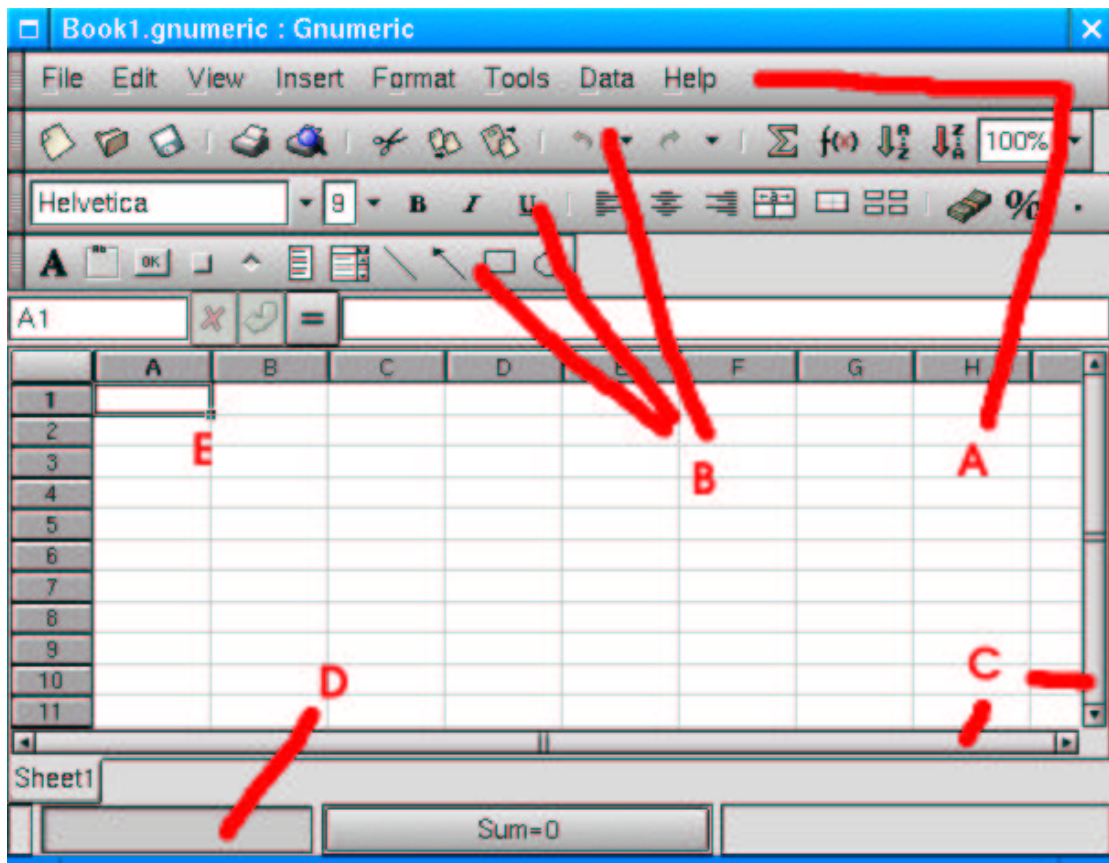 Book1.gnumeric : Gnumeric
File Edit View Insert Format Tools Data Help
f(x) A Z Z A 100%
Helvetica 9 B I U a %
A Ab OK
A1 =
A B C D E F G H
1
2
E
3
B A
4
5
6
7
8
9
C
10
D
11
Sheet1
Sum=0